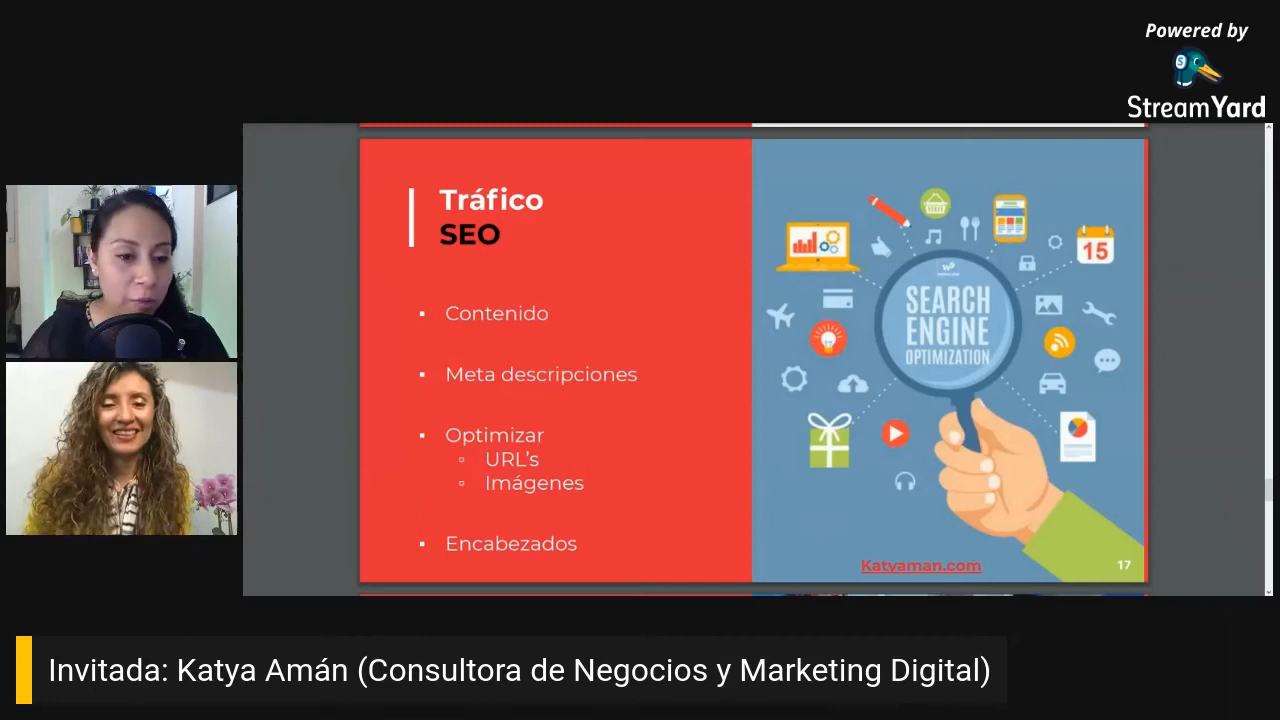 Powered by
StreamYard
Tráfico
SEO
▪ Contenido
▪ Meta descripciones
▪ Optimizar
▫ URL’s
▫ Imágenes
▪ Encabezados
15
SEARCH
ENGINE
OPTIMIZATION
Katyaman.com
17
Invitada: Katya Amán (Consultora de Negocios y Marketing Digital)